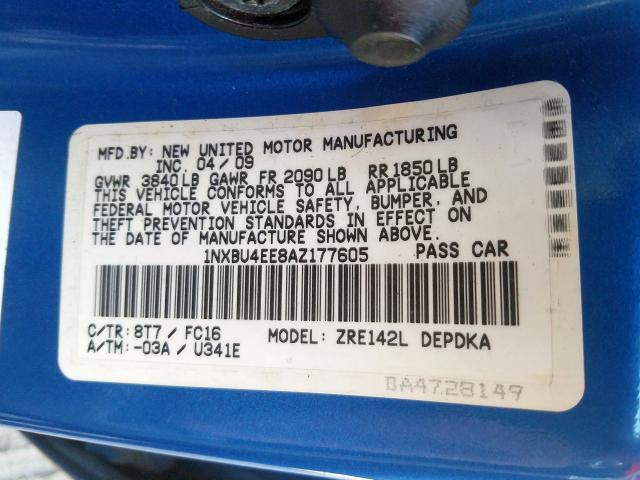 MFD.BY: NEW UNITED MOTOR MANUFACTURING
INC. 04/09
GVWR 3840LB GAWR FR 2090LB RR 1850LB
THIS VEHICLE CONFORMS TO ALL APPLICABLE
FEDERAL MOTOR VEHICLE SAFETY, BUMPER, AND
THEFT PREVENTION STANDARDS IN EFFECT ON
THE DATE OF MANUFACTURE SHOWN ABOVE.
1NXBU4EE8AZ177605 PASS CAR
C/TR: 8T7 / FC16 MODEL: ZRE142L DEPDKA
A/TM: -03A / U341E
BA4728149